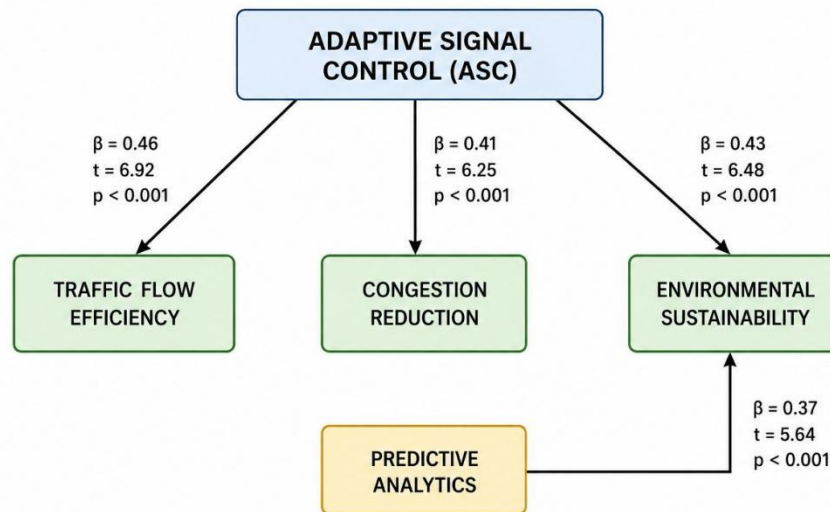 ADAPTIVE SIGNAL
CONTROL (ASC)
β = 0.46
t = 6.92
p < 0.001
β = 0.41
t = 6.25
p < 0.001
β = 0.43
t = 6.48
p < 0.001
TRAFFIC FLOW
EFFICIENCY
CONGESTION
REDUCTION
ENVIRONMENTAL
SUSTAINABILITY
β = 0.37
t = 5.64
p < 0.001
PREDICTIVE
ANALYTICS